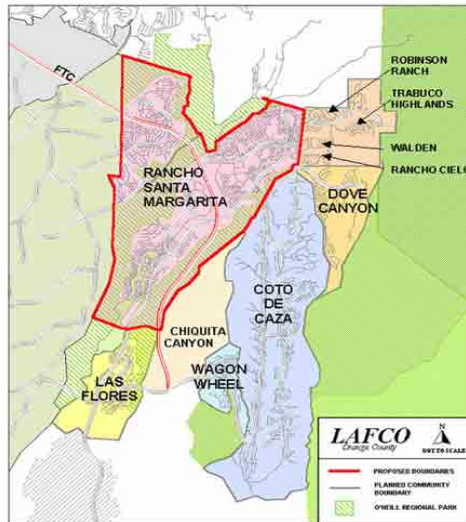 FTC
ROBINSON
RANCH
TRABUCO
HIGHLANDS
WALDEN
RANCHO CIELO
RANCHO
SANTA
MARGARITA
DOVE
CANYON
COTO
DE
CAZA
CHIQUITA
CANYON
WAGON
WHEEL
LAS
FLORES
LAFCO
Orange County
N
NOT TO SCALE
PROPOSED BOUNDARIES
PLANNED COMMUNITY
BOUNDARY
O'NEILL REGIONAL PARK